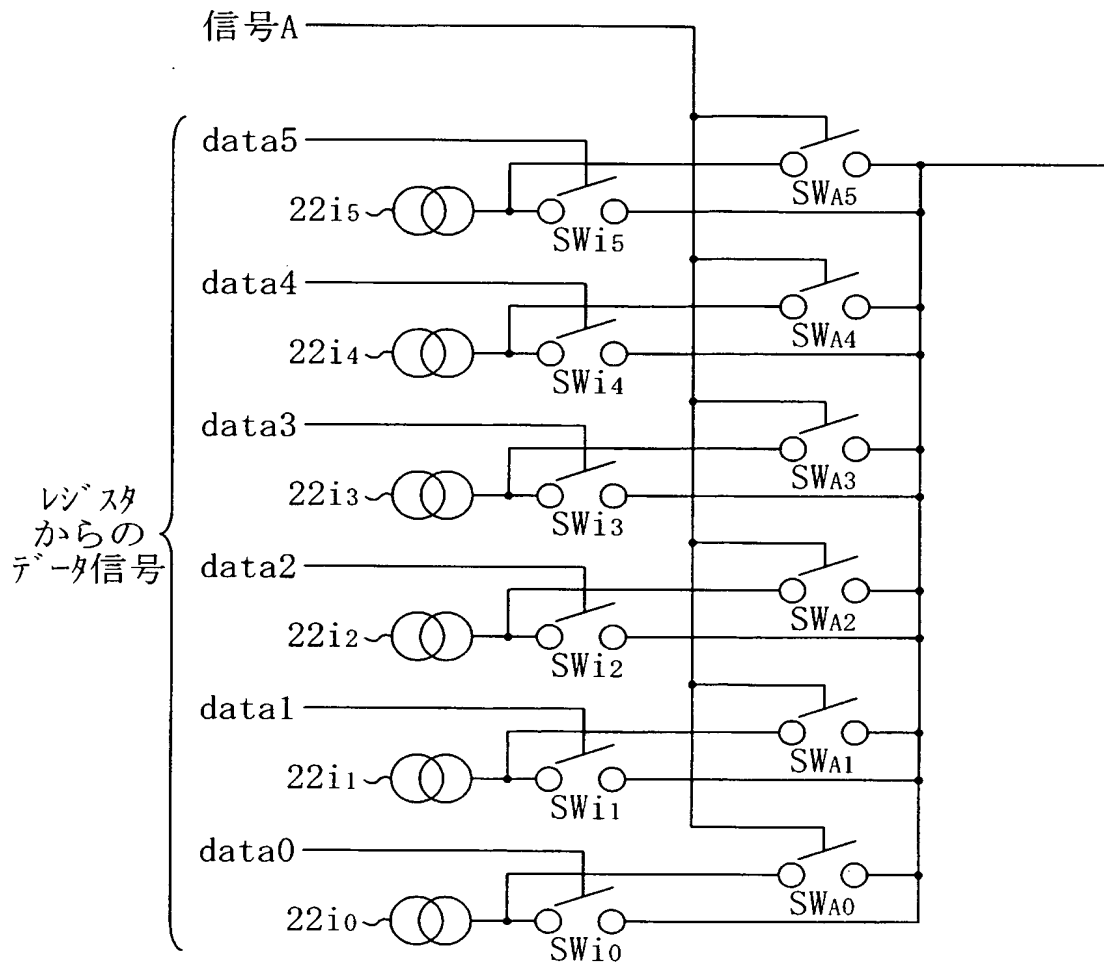 信号A
data5
SWA5
22i5
SWi5
data4
SWA4
22i4
SWi4
data3
SWA3
22i3
SWi3
レジスタ
からの
データ信号
data2
SWA2
22i2
SWi2
data1
SWA1
22i1
SWi1
data0
SWA0
22i0
SWi0